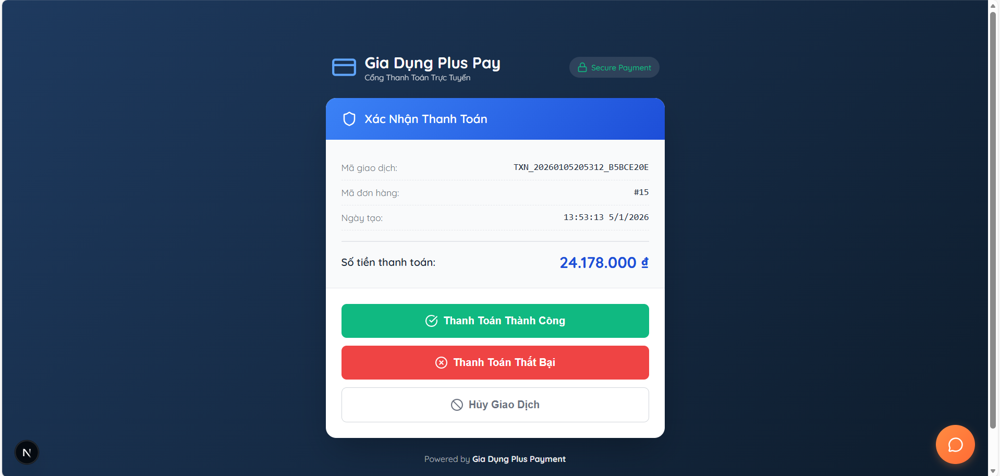 Gia Dụng Plus Pay
Cổng Thanh Toán Trực Tuyến
Secure Payment
Xác Nhận Thanh Toán
Mã giao dịch: TXN_20260105205312_B5BCE20E
Mã đơn hàng: #15
Ngày tạo: 13:53:13 5/1/2026
Số tiền thanh toán: 24.178.000 ₫
Thanh Toán Thành Công
Thanh Toán Thất Bại
Hủy Giao Dịch
N
Powered by Gia Dụng Plus Payment